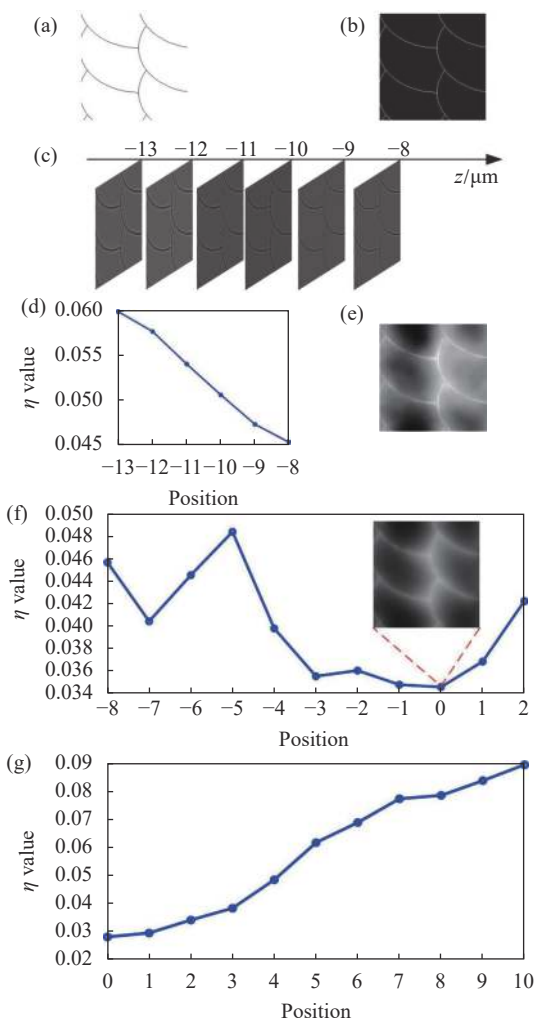 (a)
(b)
(c)
−13 −12 −11 −10 −9 −8
z/μm
(d)
0.060
0.055
0.050
0.045
η value
−13 −12 −11 −10 −9 −8
Position
(e)
(f)
0.050
0.048
0.046
0.044
0.042
0.040
0.038
0.036
0.034
η value
−8 −7 −6 −5 −4 −3 −2 −1 0 1 2
Position
(g)
0.09
0.08
0.07
0.06
0.05
0.04
0.03
0.02
η value
0 1 2 3 4 5 6 7 8 9 10
Position